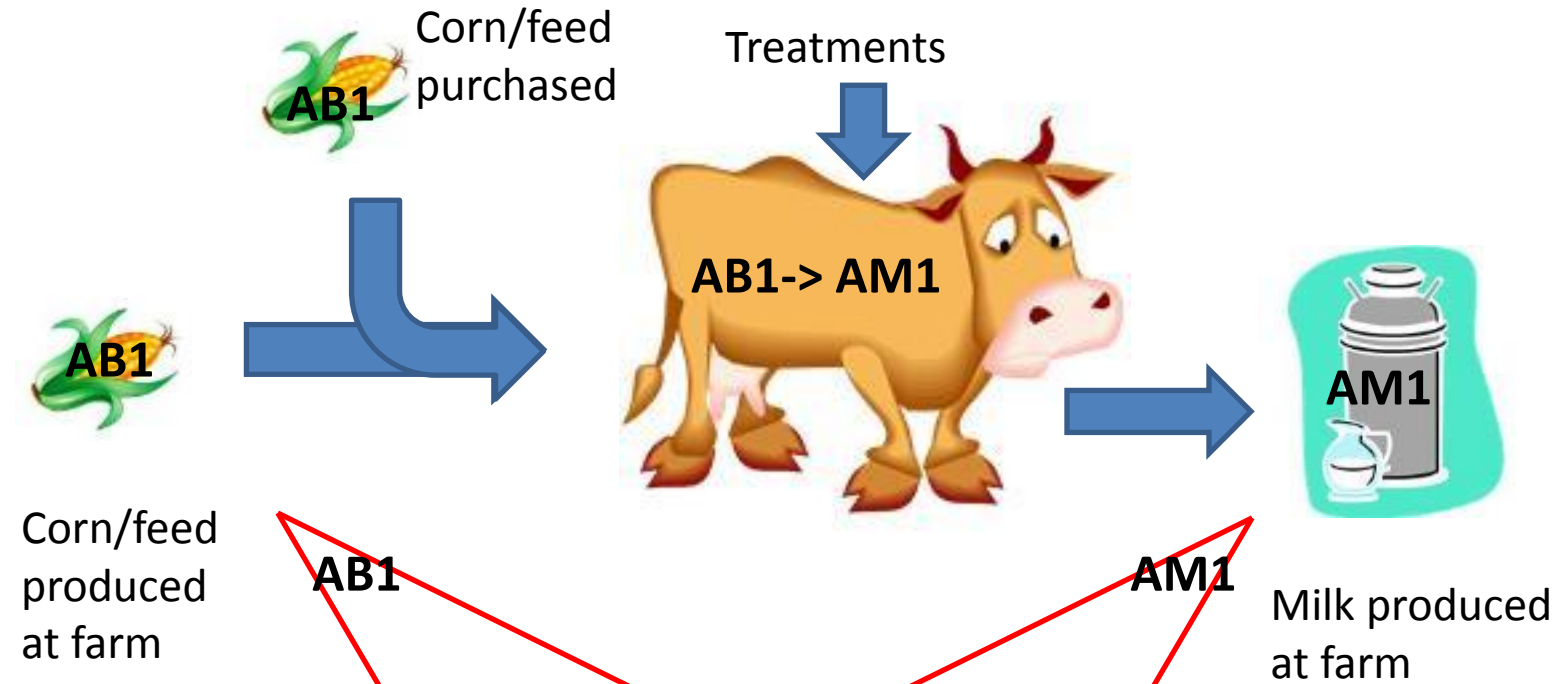 Corn/feed
purchased
AB1
Treatments
AB1-> AM1
AB1
AM1
Corn/feed
produced
at farm
AB1
AM1
Milk produced
at farm